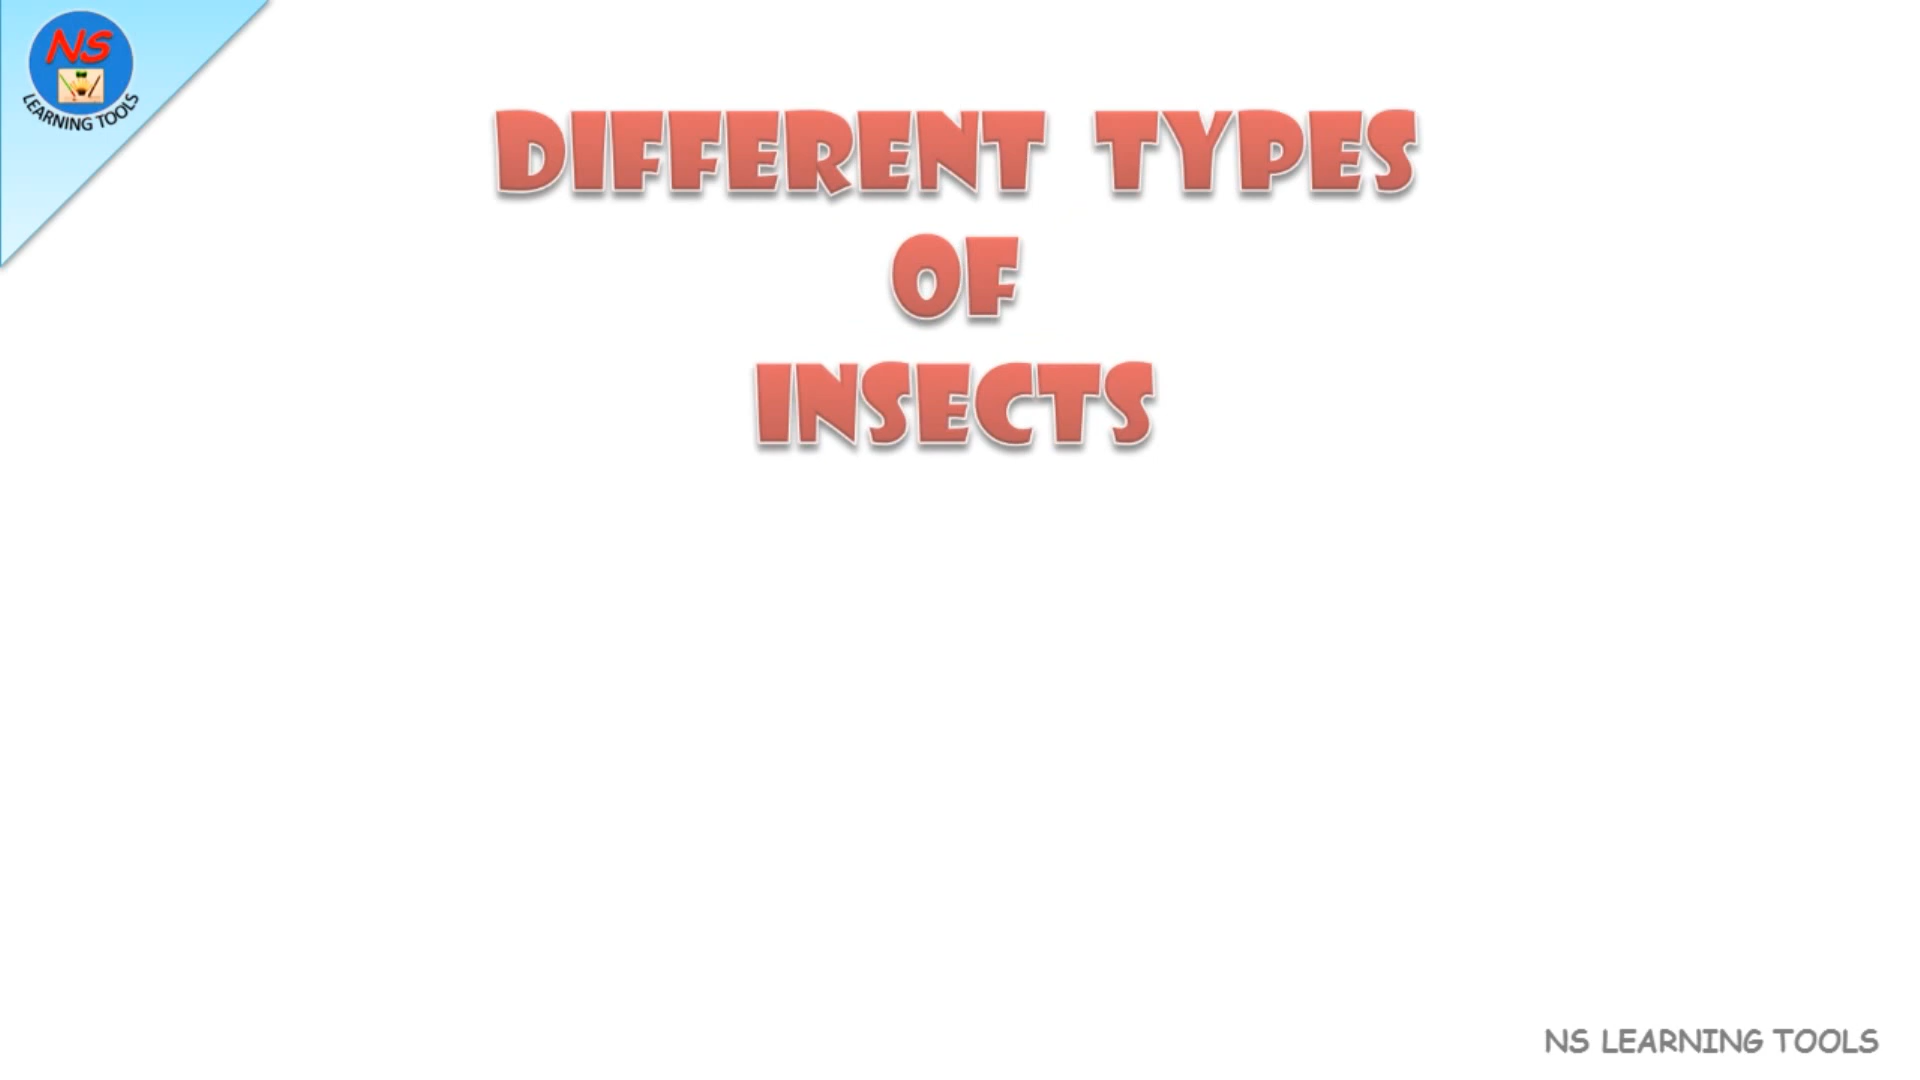 NS
LEARNING TOOLS
DIFFERENT TYPES
OF
INSECTS
NS LEARNING TOOLS